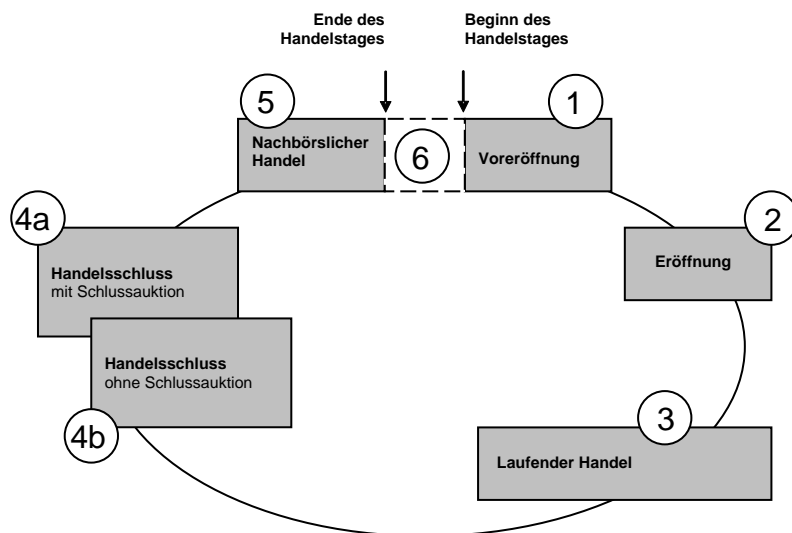 Ende des
Handelstages
Beginn des
Handelstages
5
Nachbörslicher
Handel
6
1
Voreröffnung
2
Eröffnung
4a
Handelsschluss
mit Schlussauktion
Handelsschluss
ohne Schlussauktion
4b
3
Laufender Handel